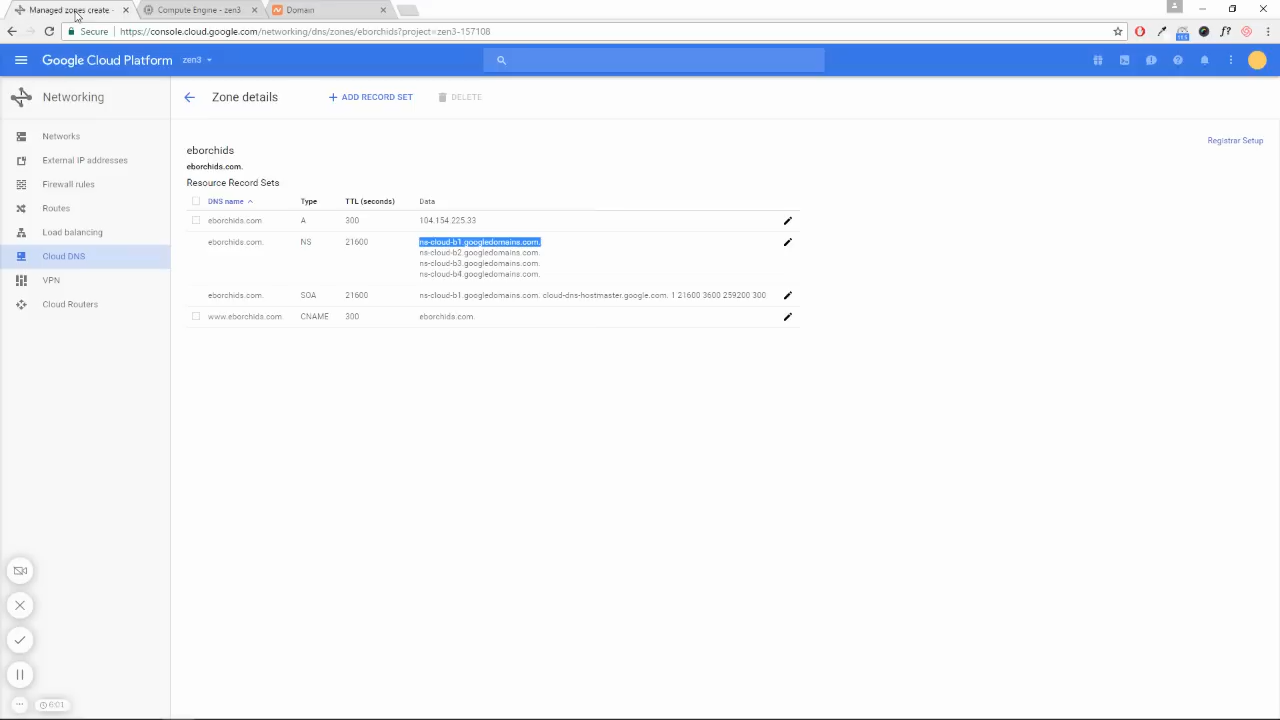 Managed zones create -
Compute Engine - zen3
Domain
Secure
https://console.cloud.google.com/networking/dns/zones/eborchids?project=zen3-157108
Google Cloud Platform
zen3
Networking
Zone details
ADD RECORD SET
DELETE
Networks
External IP addresses
Firewall rules
Routes
Load balancing
Cloud DNS
VPN
Cloud Routers
Registrar Setup
eborchids
eborchids.com.
Resource Record Sets
DNS name Type TTL (seconds) Data
eborchids.com. A 300 104.154.225.33
eborchids.com. NS 21600 ns-cloud-b1.googledomains.com.
ns-cloud-b2.googledomains.com.
ns-cloud-b3.googledomains.com.
ns-cloud-b4.googledomains.com.
eborchids.com. SOA 21600 ns-cloud-b1.googledomains.com. cloud-dns-hostmaster.google.com. 1 21600 3600 259200 300
www.eborchids.com. CNAME 300 eborchids.com.
6:01